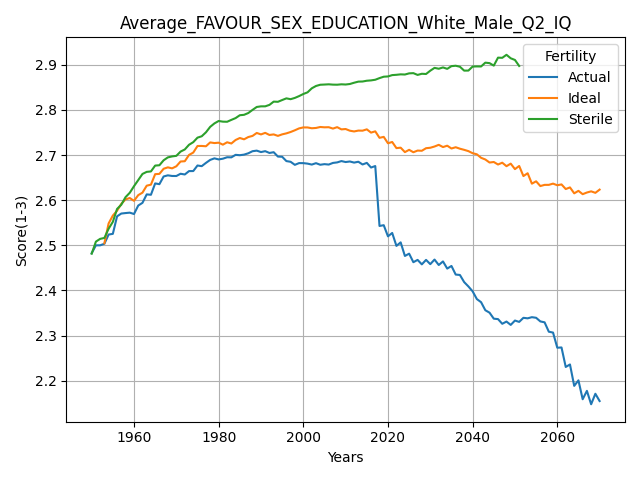 Average_FAVOUR_SEX_EDUCATION_White_Male_Q2_IQ
Fertility
Actual
Ideal
Sterile
Score(1-3)
2.9
2.8
2.7
2.6
2.5
2.4
2.3
2.2
1960 1980 2000 2020 2040 2060
Years